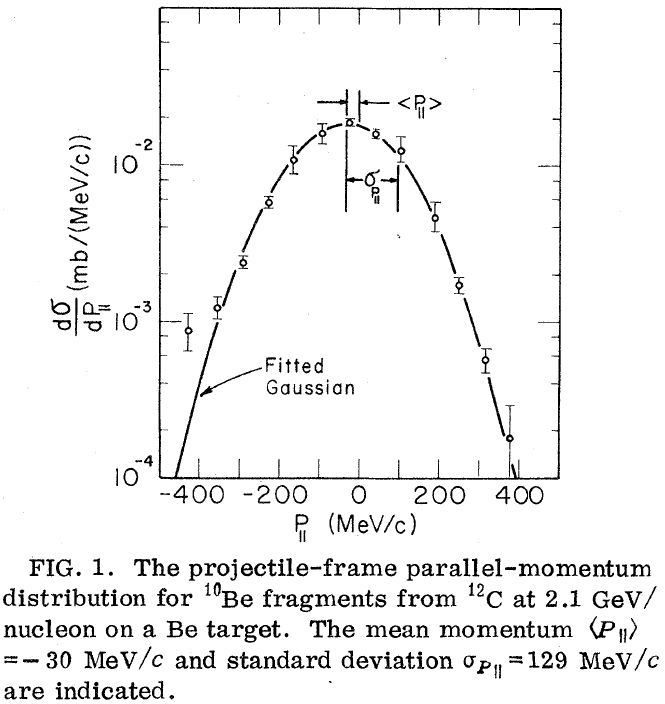 <P∥>
σP∥
dσ/dP∥ (mb/(MeV/c))
10⁻²
10⁻³
10⁻⁴
Fitted
Gaussian
-400 -200 0 200 400
P∥ (MeV/c)
FIG. 1. The projectile-frame parallel-momentum
distribution for ¹⁰Be fragments from ¹²C at 2.1 GeV/
nucleon on a Be target. The mean momentum ⟨P∥⟩
=- 30 MeV/c and standard deviation σP∥=129 MeV/c
are indicated.